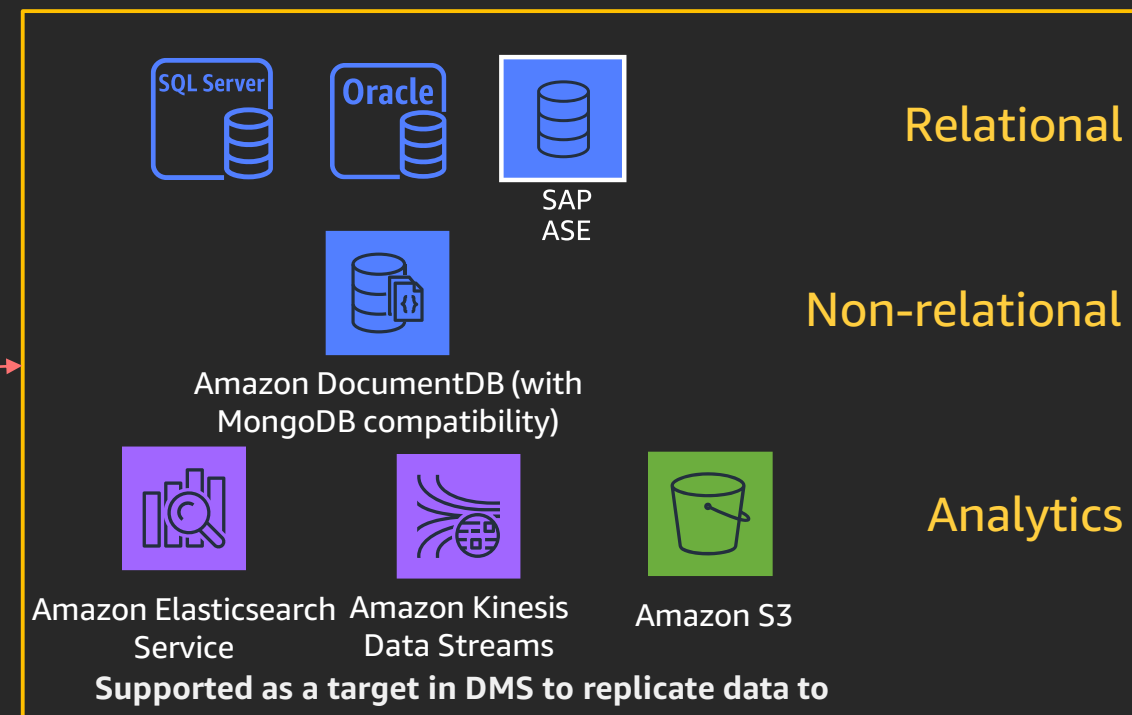 SQL Server
Oracle
Relational
SAP
ASE
Non-relational
Amazon DocumentDB (with
MongoDB compatibility)
Analytics
Amazon Elasticsearch
Service
Amazon Kinesis
Data Streams
Amazon S3
Supported as a target in DMS to replicate data to